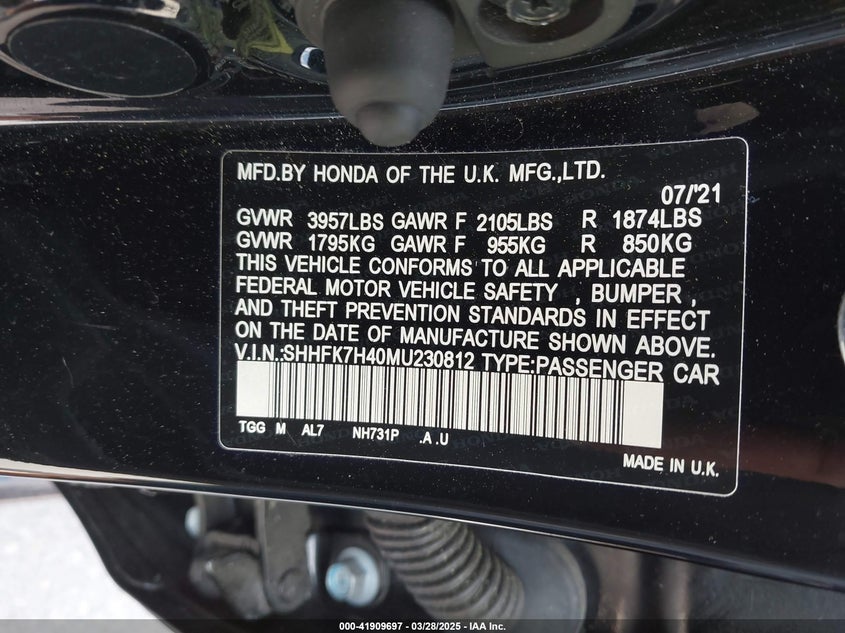 MFD.BY HONDA OF THE U.K. MFG.,LTD.
07/'21
GVWR 3957LBS GAWR F 2105LBS R 1874LBS
GVWR 1795KG GAWR F 955KG R 850KG
THIS VEHICLE CONFORMS TO ALL APPLICABLE
FEDERAL MOTOR VEHICLE SAFETY , BUMPER ,
AND THEFT PREVENTION STANDARDS IN EFFECT
ON THE DATE OF MANUFACTURE SHOWN ABOVE.
V.I.N.:SHHFK7H40MU230812 TYPE:PASSENGER CAR
TGG M AL7 NH731P .A .U
MADE IN U.K.
000-41909697 - 03/28/2025 - IAA Inc.